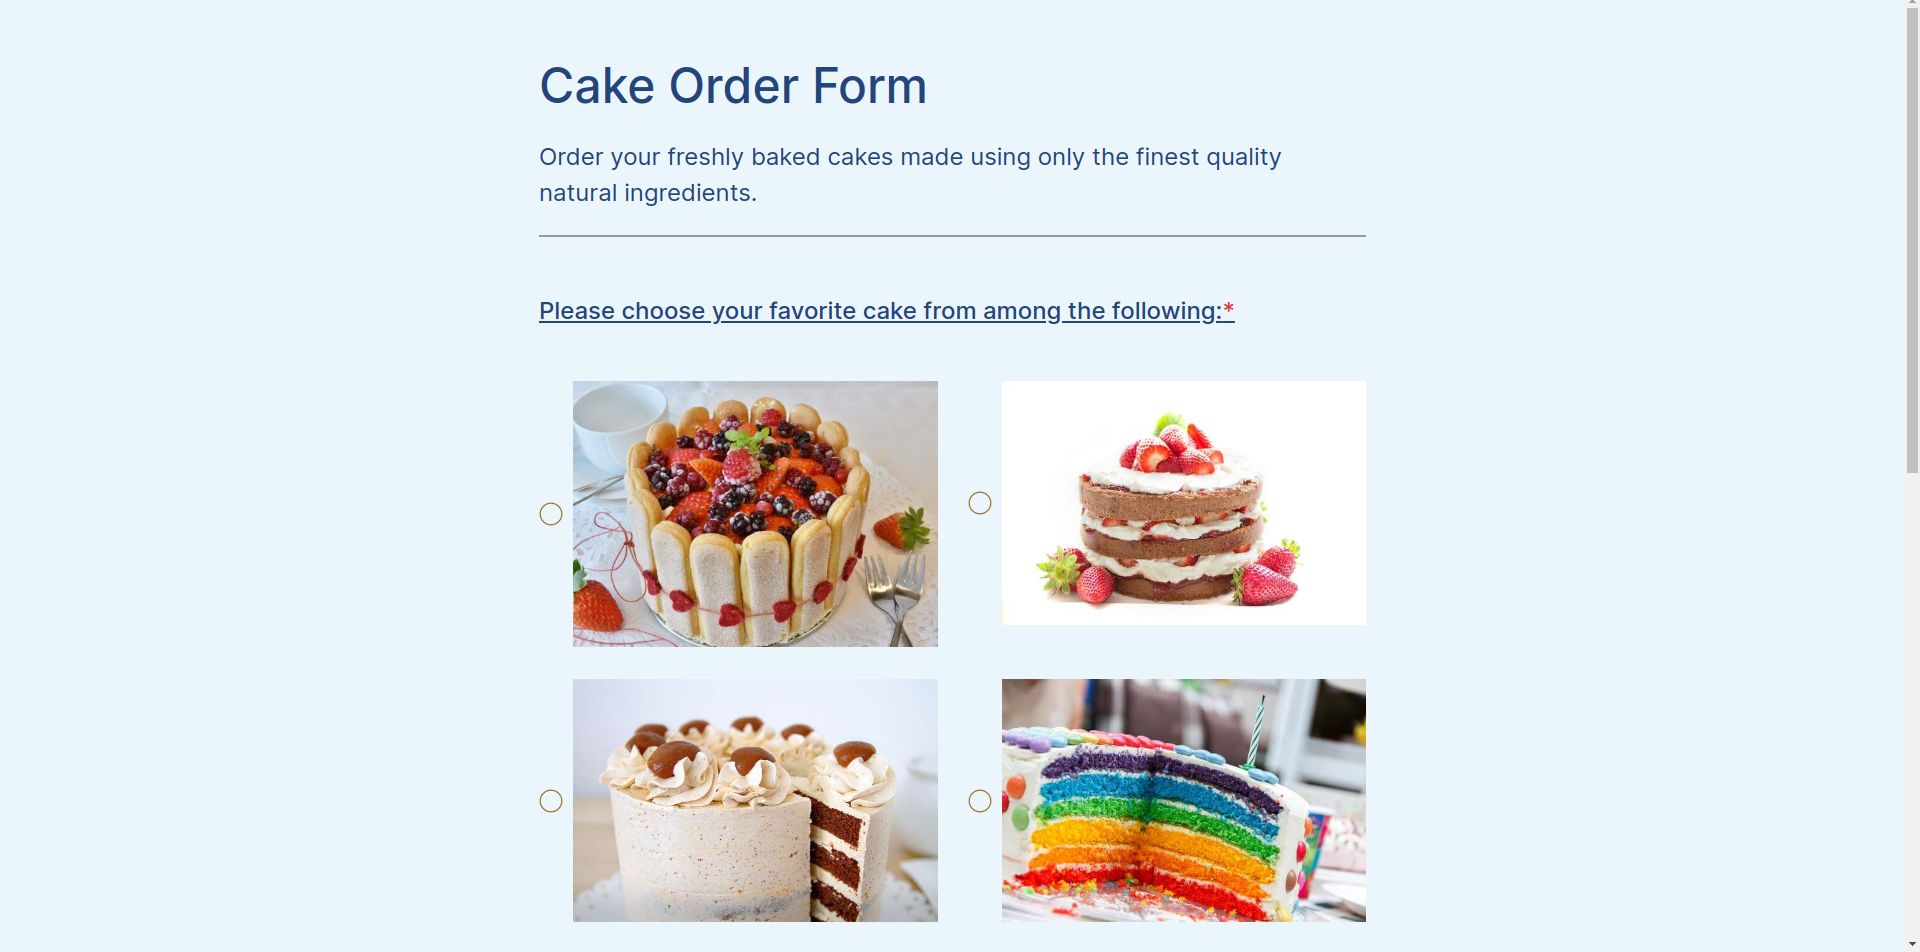 Cake Order Form
Order your freshly baked cakes made using only the finest quality
natural ingredients.
Please choose your favorite cake from among the following:*